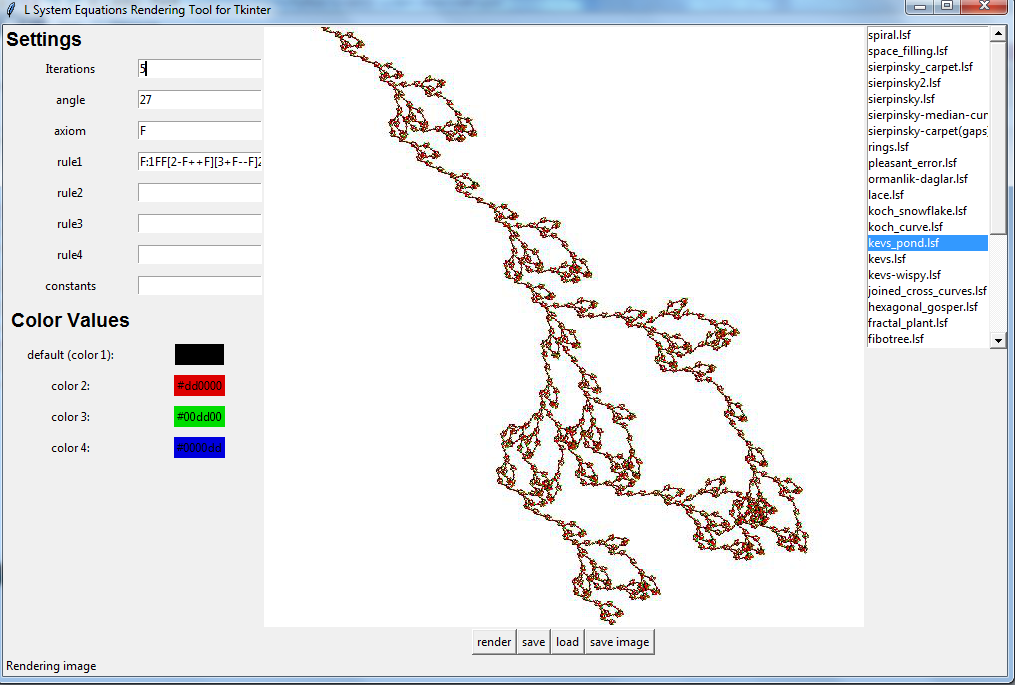 L System Equations Rendering Tool for Tkinter
Settings
Iterations 5
angle 27
axiom F
rule1 F:1FF[2-F++F][3+F--F]2
rule2
rule3
rule4
constants
Color Values
default (color 1):
color 2: #dd0000
color 3: #00dd00
color 4: #0000dd
spiral.lsf
space_filling.lsf
sierpinsky_carpet.lsf
sierpinsky2.lsf
sierpinsky.lsf
sierpinsky-median-cur
sierpinsky-carpet(gaps)
rings.lsf
pleasant_error.lsf
ormanlik-daglar.lsf
lace.lsf
koch_snowflake.lsf
koch_curve.lsf
kevs_pond.lsf
kevs.lsf
kevs-wispy.lsf
joined_cross_curves.lsf
hexagonal_gosper.lsf
fractal_plant.lsf
fibotree.lsf
render save load save image
Rendering image